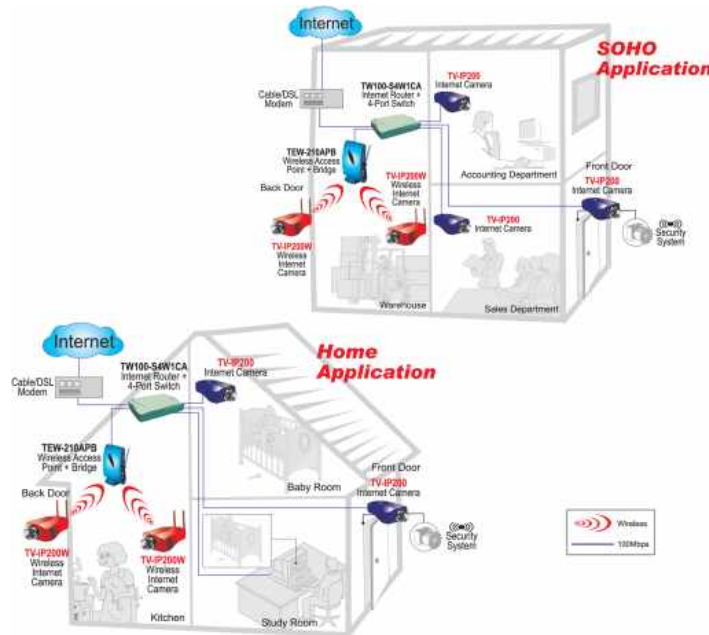 Internet
SOHO
Application
Cable/DSL
Modem
TW100-S4W1CA
Internet Router +
4-Port Switch
TV-IP200
Internet Camera
TEW-210APB
Wireless Access
Point + Bridge
Accounting Department
Front Door
TV-IP200
Internet Camera
Back Door
TV-IP200W
Wireless
Internet
Camera
TV-IP200W
Wireless
Internet
Camera
TV-IP200
Internet Camera
Security
System
Warehouse
Sales Department
Internet
Home
Application
Cable/DSL
Modem
TW100-S4W1CA
Internet Router +
4-Port Switch
TV-IP200
Internet Camera
TEW-210APB
Wireless Access
Point + Bridge
Baby Room
Front Door
TV-IP200
Internet Camera
Back Door
TV-IP200W
Wireless
Internet
Camera
TV-IP200W
Wireless
Internet
Camera
Security
System
Kitchen
Study Room
Wireless
100Mbps